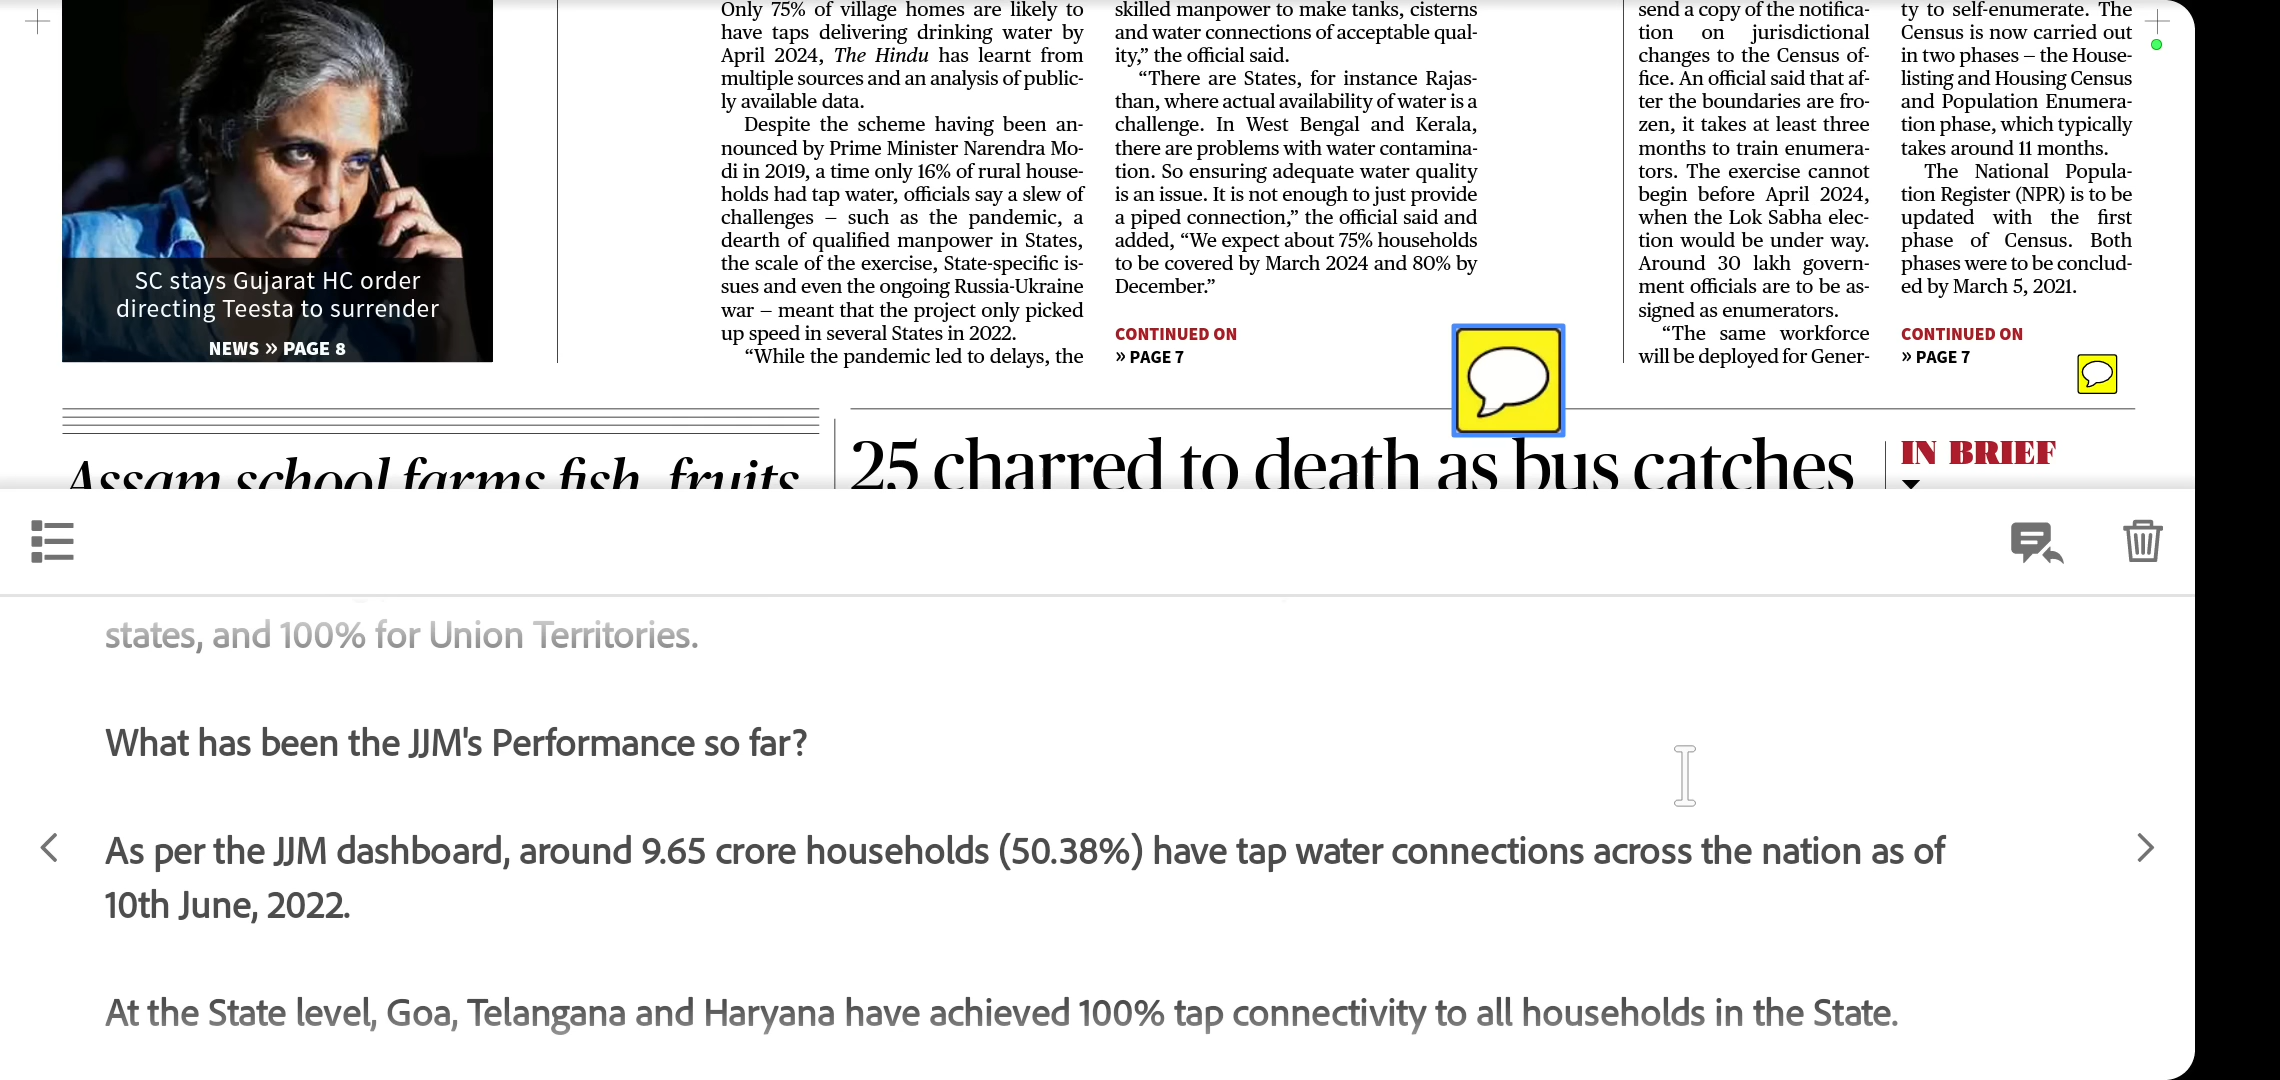 SC stays Gujarat HC order
directing Teesta to surrender
NEWS » PAGE 8
Only 75% of village homes are likely to
have taps delivering drinking water by
April 2024, The Hindu has learnt from
multiple sources and an analysis of public-
ly available data.
Despite the scheme having been an-
nounced by Prime Minister Narendra Mo-
di in 2019, a time only 16% of rural house-
holds had tap water, officials say a slew of
challenges – such as the pandemic, a
dearth of qualified manpower in States,
the scale of the exercise, State-specific is-
sues and even the ongoing Russia-Ukraine
war – meant that the project only picked
up speed in several States in 2022.
“While the pandemic led to delays, the
skilled manpower to make tanks, cisterns
and water connections of acceptable qual-
ity,” the official said.
“There are States, for instance Rajas-
than, where actual availability of water is a
challenge. In West Bengal and Kerala,
there are problems with water contamina-
tion. So ensuring adequate water quality
is an issue. It is not enough to just provide
a piped connection,” the official said and
added, “We expect about 75% households
to be covered by March 2024 and 80% by
December.”
CONTINUED ON
» PAGE 7
send a copy of the notifica-
tion on jurisdictional
changes to the Census of-
fice. An official said that af-
ter the boundaries are fro-
zen, it takes at least three
months to train enumera-
tors. The exercise cannot
begin before April 2024,
when the Lok Sabha elec-
tion would be under way.
Around 30 lakh govern-
ment officials are to be as-
signed as enumerators.
“The same workforce
will be deployed for Gener-
ty to self-enumerate. The
Census is now carried out
in two phases – the House-
listing and Housing Census
and Population Enumera-
tion phase, which typically
takes around 11 months.
The National Popula-
tion Register (NPR) is to be
updated with the first
phase of Census. Both
phases were to be conclud-
ed by March 5, 2021.
CONTINUED ON
» PAGE 7
Assam school farms fish, fruits
25 charred to death as bus catches
IN BRIEF
states, and 100% for Union Territories.
What has been the JJM's Performance so far?
As per the JJM dashboard, around 9.65 crore households (50.38%) have tap water connections across the nation as of
10th June, 2022.
At the State level, Goa, Telangana and Haryana have achieved 100% tap connectivity to all households in the State.